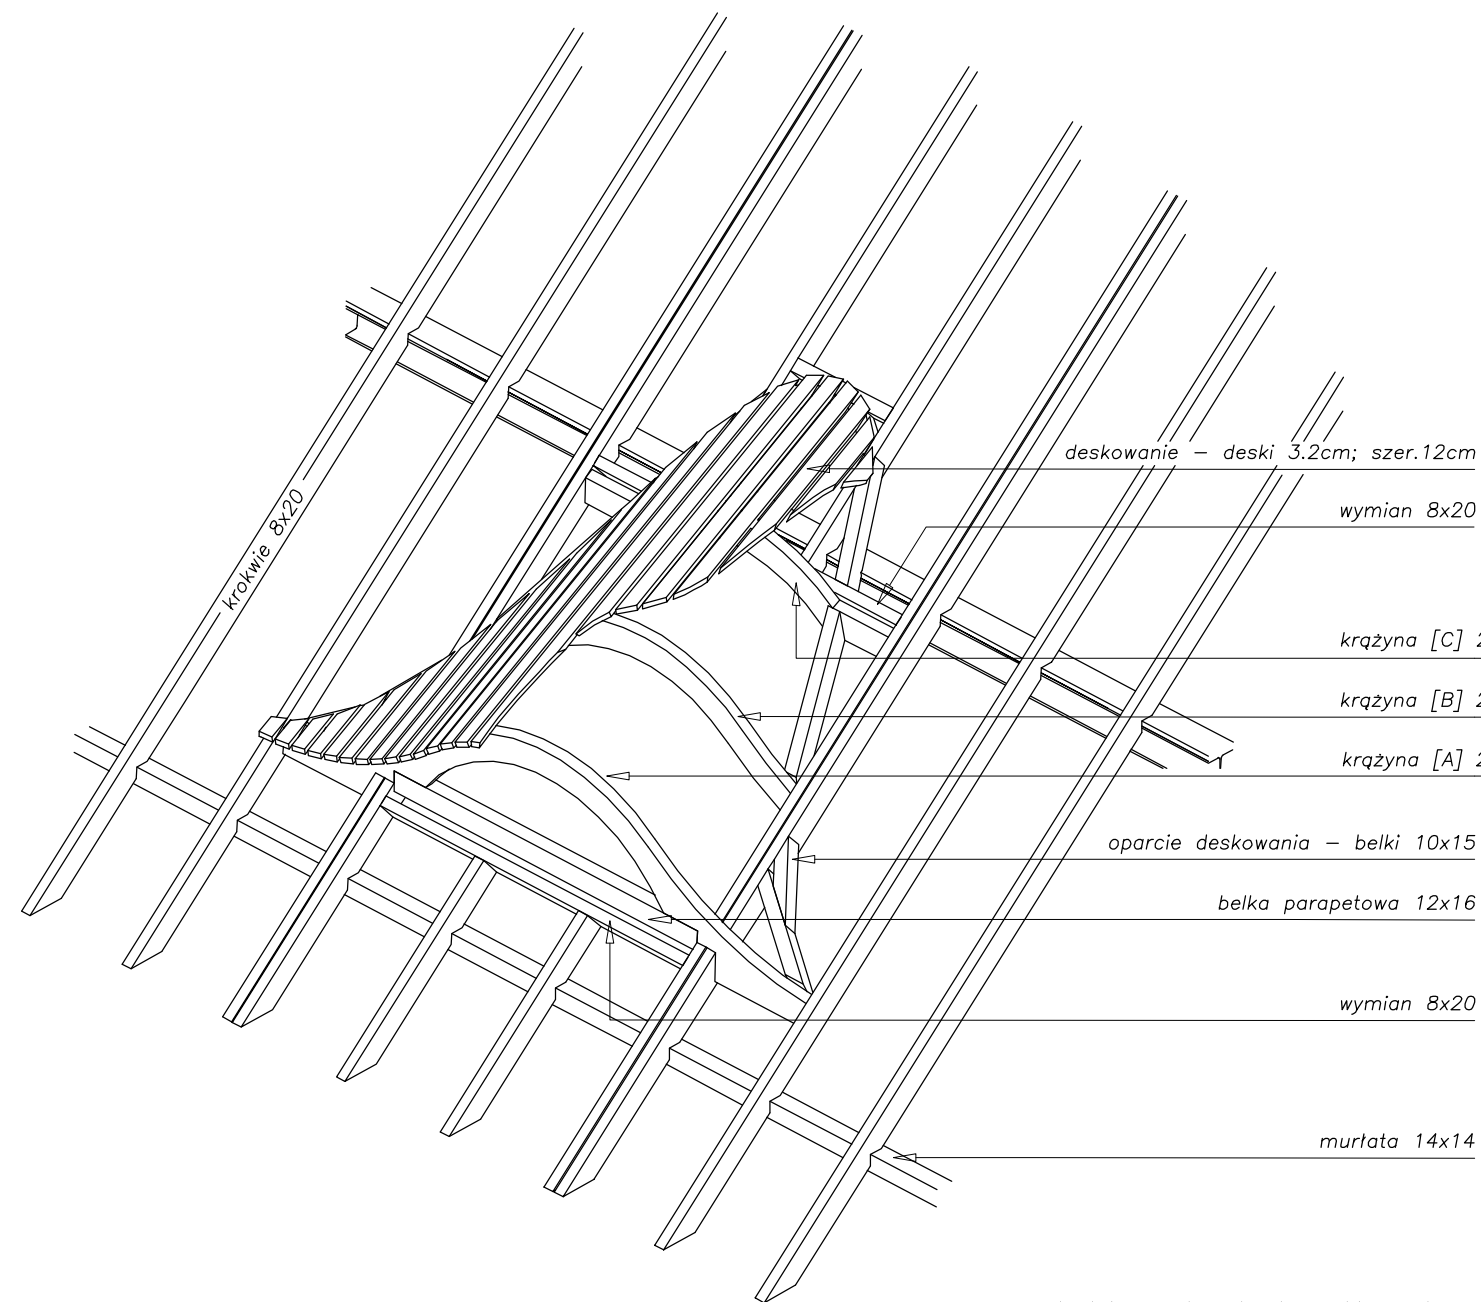 deskowanie – deski 3.2cm; szer.12cm
wymian 8x20
krokwie 8x20
krążyna [C] 2
krążyna [B] 2
krążyna [A] 2
oparcie deskowania – belki 10x15
belka parapetowa 12x16
wymian 8x20
murłata 14x14